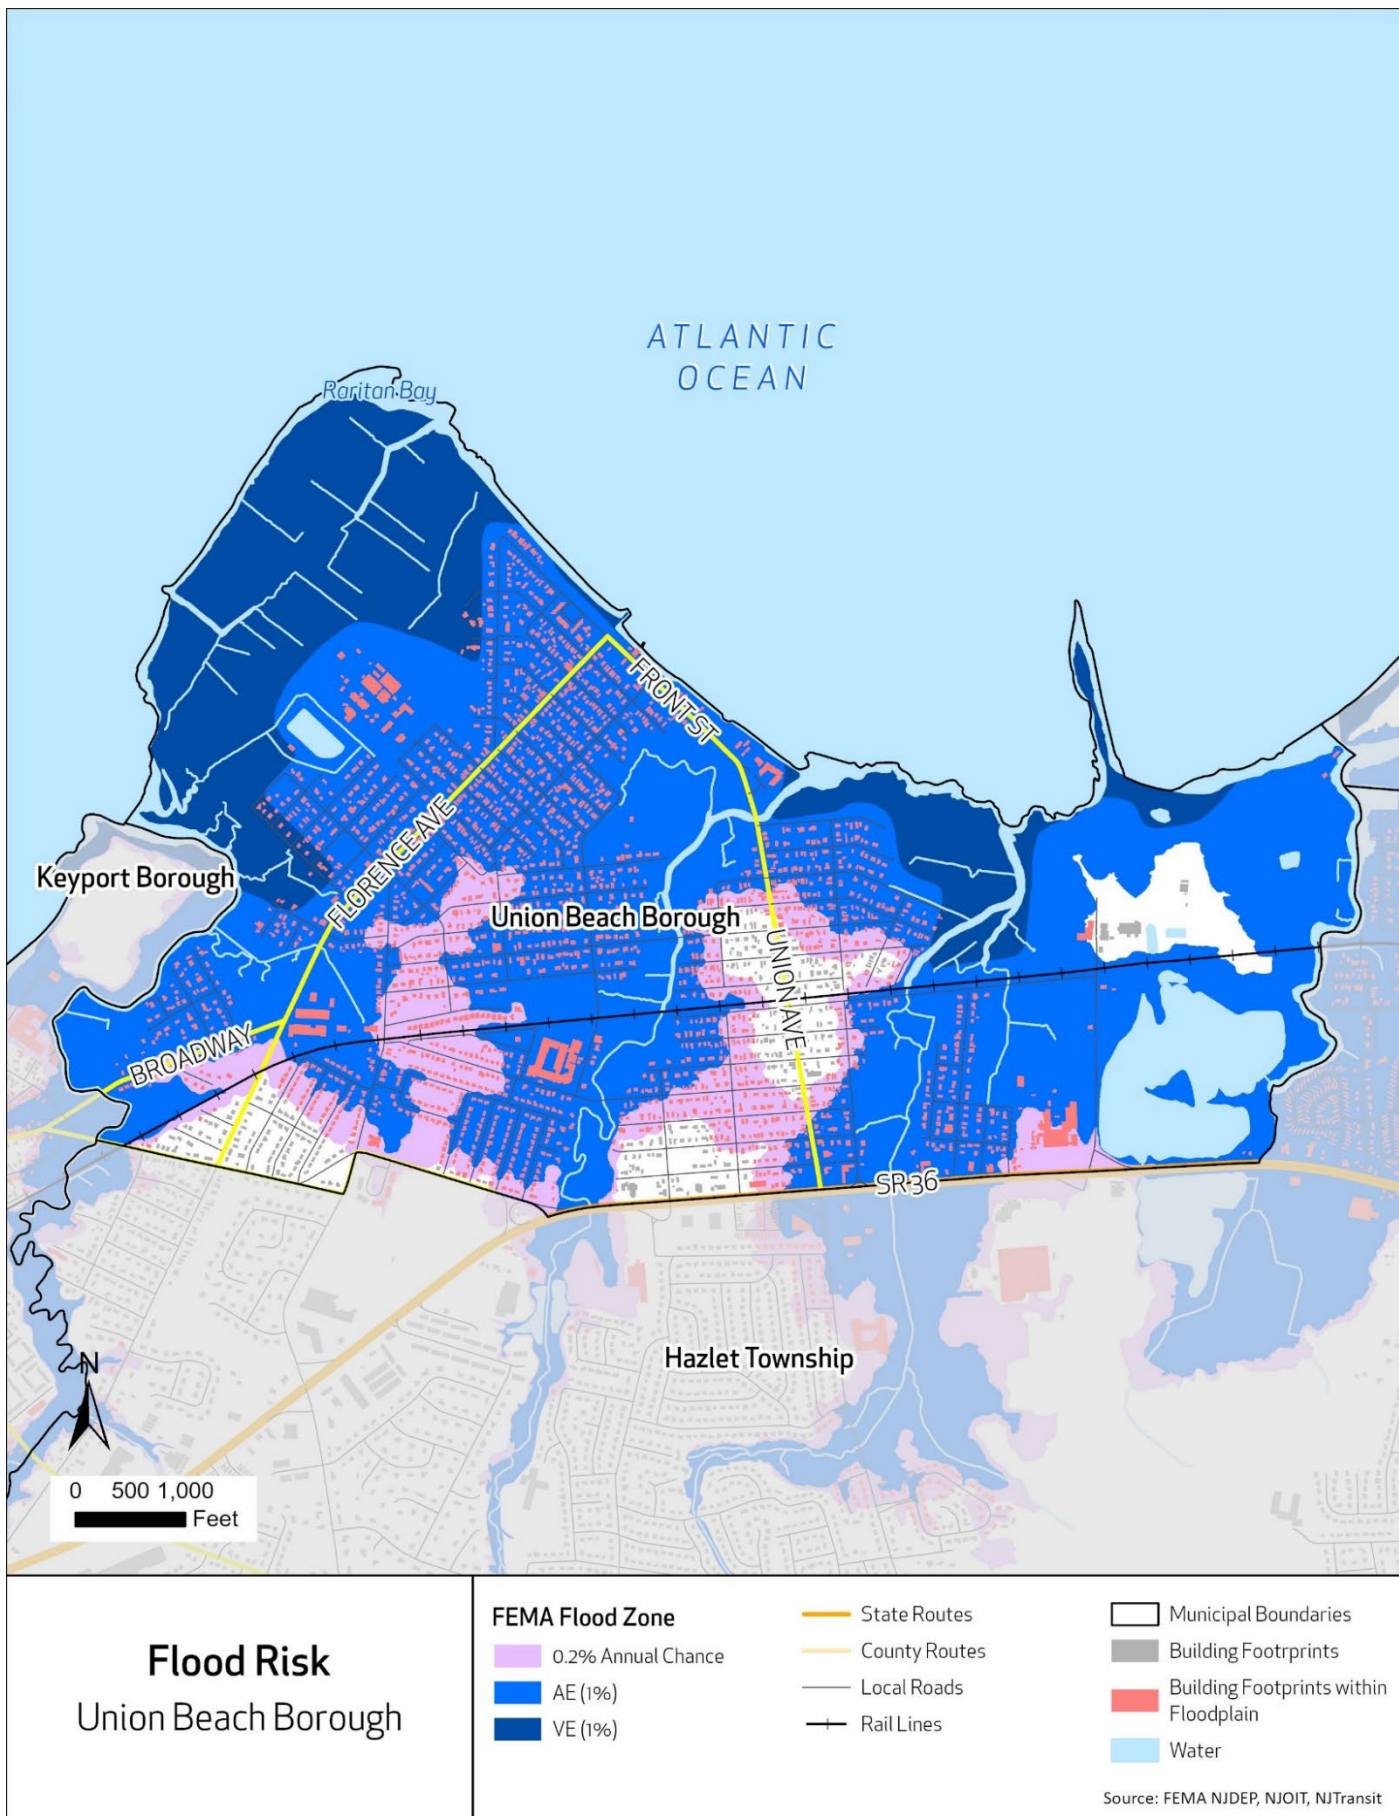 ATLANTIC
OCEAN
Raritan Bay
FRONT ST
FLORENCE AVE
Keyport Borough
Union Beach Borough
UNION AVE
BROADWAY
SR 36
Hazlet Township
N
0 500 1,000
Feet
Flood Risk
Union Beach Borough
FEMA Flood Zone
0.2% Annual Chance
AE (1%)
VE (1%)
State Routes
County Routes
Local Roads
Rail Lines
Municipal Boundaries
Building Footrprints
Building Footprints within
Floodplain
Water
Source: FEMA NJDEP, NJOIT, NJTransit